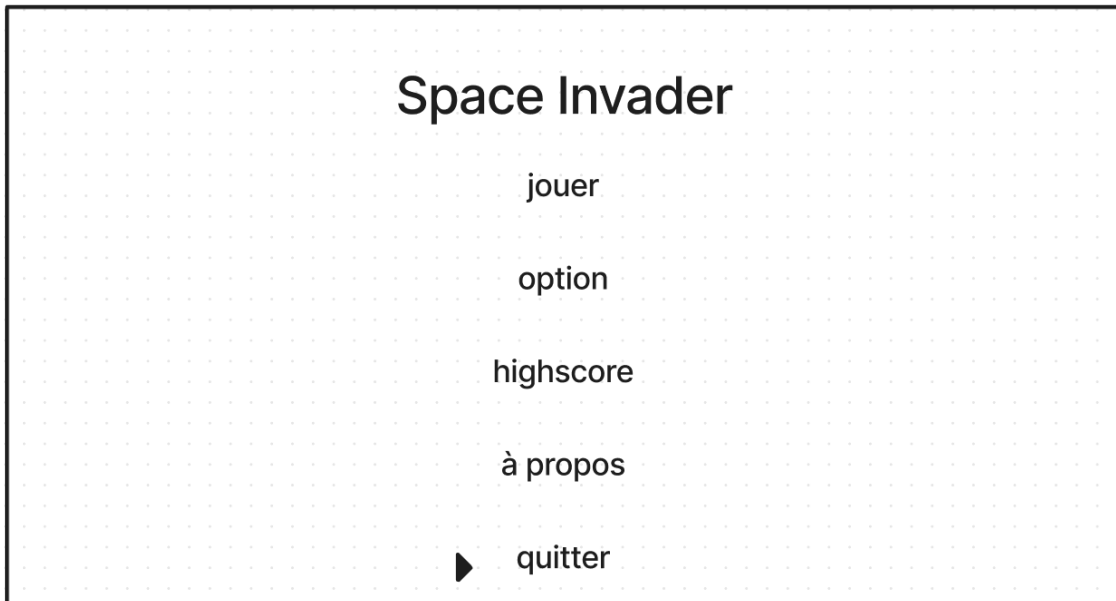 Space Invader
jouer
option
highscore
à propos
quitter